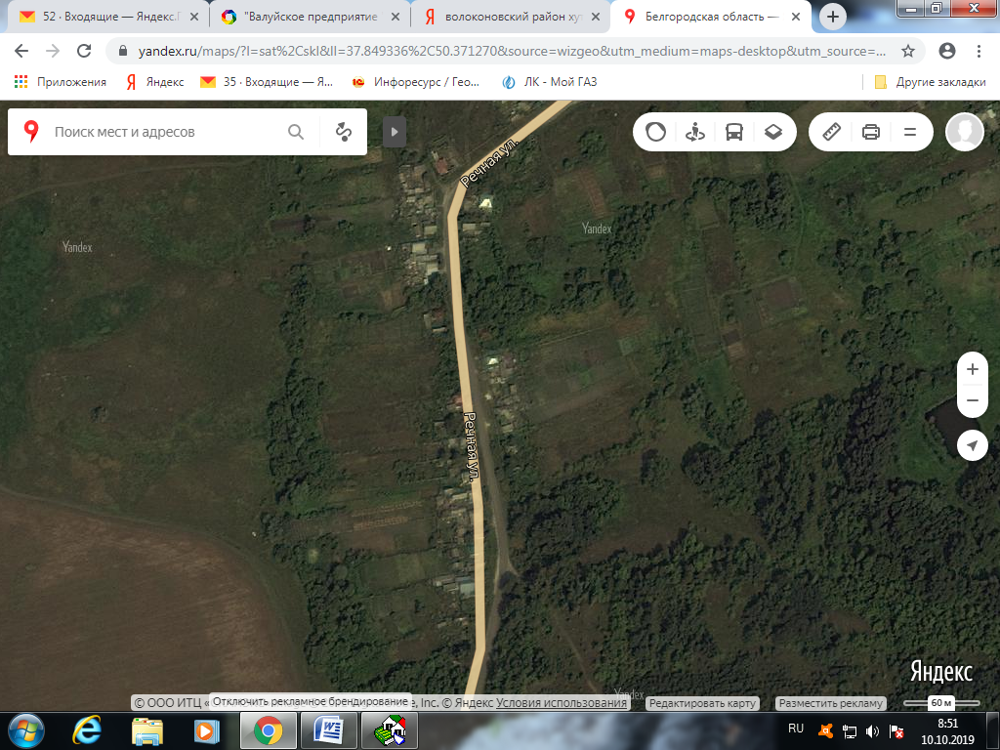 52 · Входящие — Яндекс.П
"Валуйское предприятие
волоконовский район хут
Белгородская область —
yandex.ru/maps/?l=sat%2Cskl&ll=37.849336%2C50.371270&source=wizgeo&utm_medium=maps-desktop&utm_source=...
Приложения
Яндекс
35 · Входящие — Я...
Инфоресурс / Гео...
ЛК - Мой ГАЗ
Другие закладки
Поиск мест и адресов
Речная ул.
Yandex
Yandex
Речная ул.
Яндекс
Yandex
© ООО ИТЦ «
Отключить рекламное брендирование
e, Inc. © Яндекс Условия использования
Редактировать карту
Разместить рекламу
60 м
RU
8:51
10.10.2019